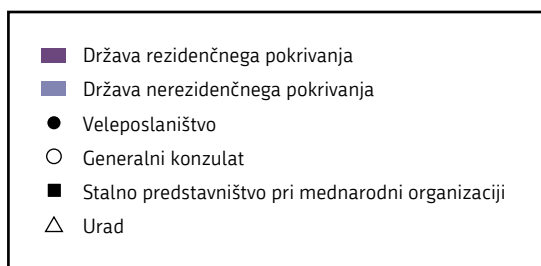 Država rezidenčnega pokrivanja
Država nerezidenčnega pokrivanja
Veleposlaništvo
Generalni konzulat
Stalno predstavništvo pri mednarodni organizaciji
Urad